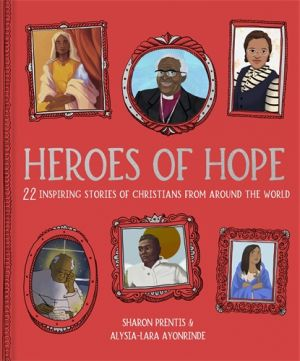 HEROES OF HOPE
22 INSPIRING STORIES OF CHRISTIANS FROM AROUND THE WORLD
SHARON PRENTIS &
ALYSIA-LARA AYONRINDE